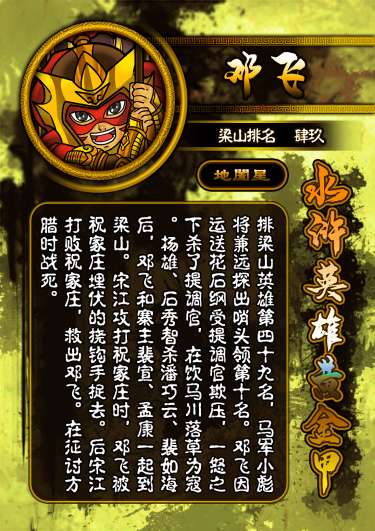 邓飞
梁山排名 肆玖
地阖星
水浒英雄黄金甲
排梁山英雄第四十九名，马军小彪
将兼远探出哨头领第十名。邓飞因
运送花石纲受提调官欺压，一怒之
下杀了提调官，在饮马川落草为寇
。杨雄、石秀智杀潘巧云、裴如海
后，邓飞和寨主裴宣、孟康一起到
梁山。宋江攻打祝家庄时，邓飞被
祝家庄埋伏的挠钩手捉去。后宋江
打败祝家庄，救出邓飞。在征讨方
腊时战死。